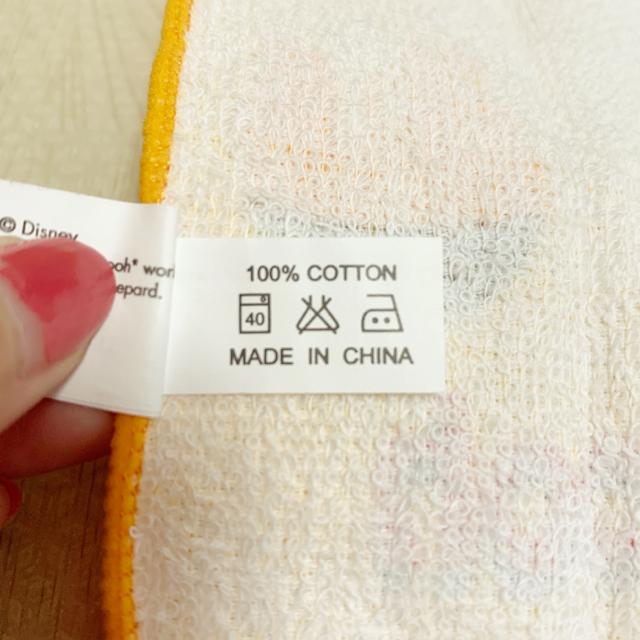 © Disney
ooh" wor
epard.
100% COTTON
40
MADE IN CHINA